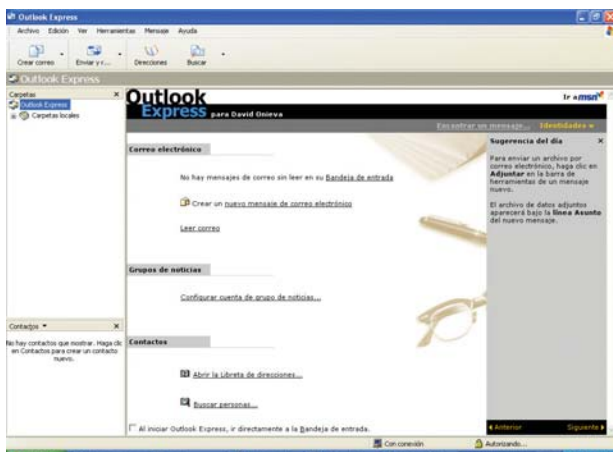 Outlook Express
Archivo Edición Ver Herramientas Mensaje Ayuda
Crear correo Enviar y r... Direcciones Buscar
Outlook Express
Carpetas
Outlook Express
Carpetas locales
Outlook
Express para David Onieva
Ir a msn
Encontrar un mensaje... Identidades
Correo electrónico
No hay mensajes de correo sin leer en su Bandeja de entrada
Crear un nuevo mensaje de correo electrónico
Leer correo
Grupos de noticias
Configurar cuenta de grupo de noticias...
Contactos
Abrir la Libreta de direcciones...
Buscar personas...
Al iniciar Outlook Express, ir directamente a la Bandeja de entrada.
Sugerencia del día
Para enviar un archivo por
correo electrónico, haga clic en
Adjuntar en la barra de
herramientas de un mensaje
nuevo.
El archivo de datos adjuntos
aparecerá bajo la línea Asunto
del nuevo mensaje.
Anterior Siguiente
Contactos
No hay contactos que mostrar. Haga clic
en Contactos para crear un contacto
nuevo.
Con conexión Autorizando...